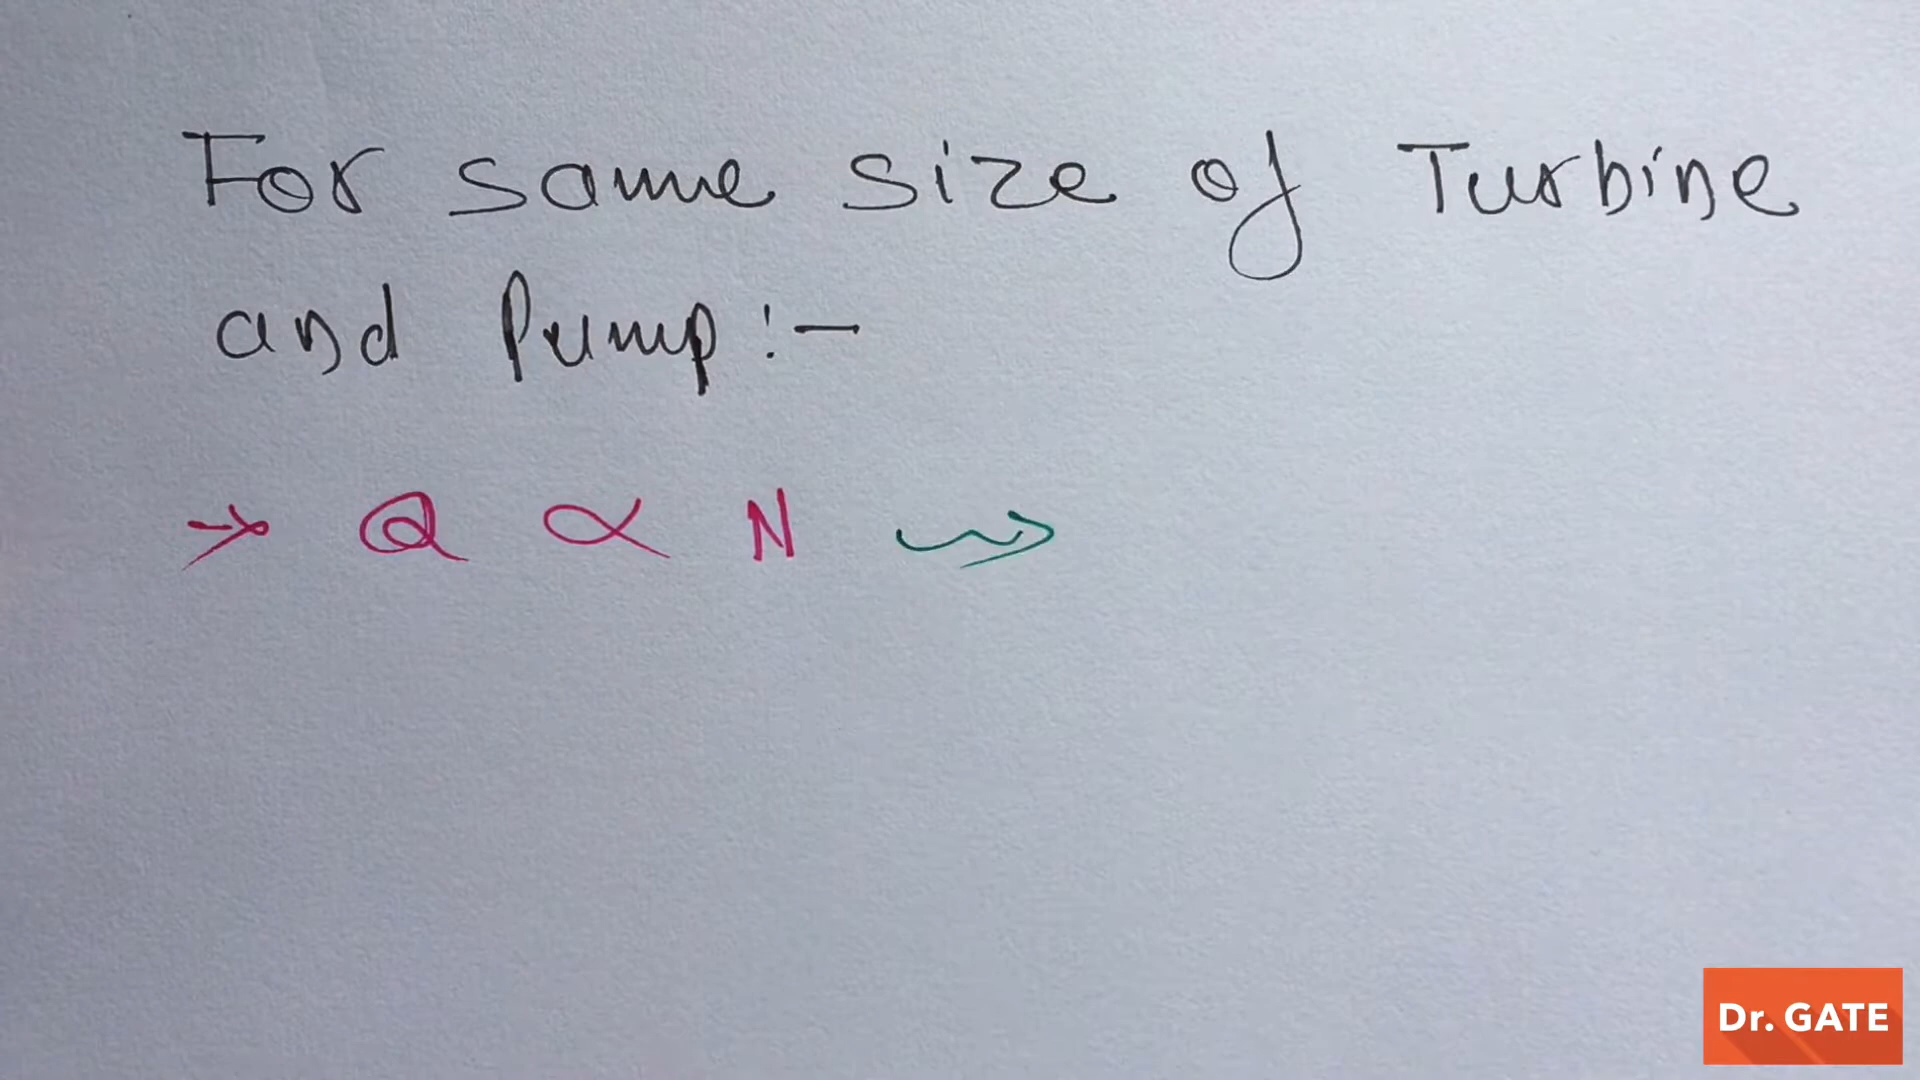 For same size of Turbine
and Pump :-
→ Q ∝ N ⇝
Dr. GATE